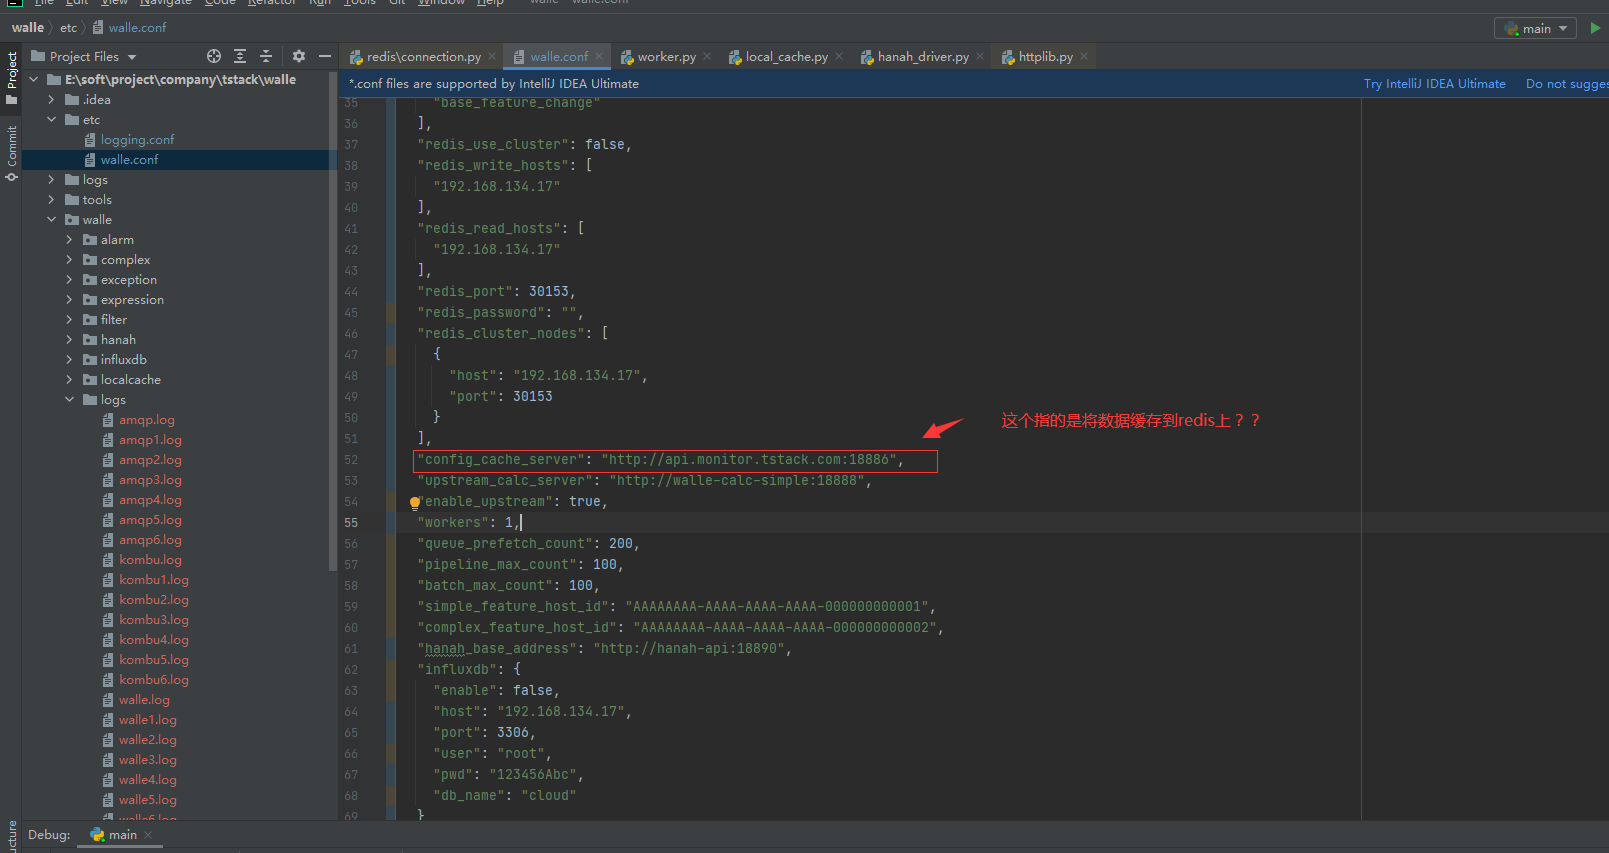 File Edit View Navigate Code Refactor Run Tools Git Window Help walle - walle.conf
walle etc walle.conf
main
Project
Commit
Project Files
redis\connection.py
walle.conf
worker.py
local_cache.py
hanah_driver.py
httplib.py
*.conf files are supported by IntelliJ IDEA Ultimate
Try IntelliJ IDEA Ultimate
Do not sugges
E:\soft\project\company\tstack\walle
.idea
etc
logging.conf
walle.conf
logs
tools
walle
alarm
complex
exception
expression
filter
hanah
influxdb
localcache
logs
amqp.log
amqp1.log
amqp2.log
amqp3.log
amqp4.log
amqp5.log
amqp6.log
kombu.log
kombu1.log
kombu2.log
kombu3.log
kombu4.log
kombu5.log
kombu6.log
walle.log
walle1.log
walle2.log
walle3.log
walle4.log
walle5.log
walle6.log
35 "base_feature_change"
36 ],
37 "redis_use_cluster": false,
38 "redis_write_hosts": [
39 "192.168.134.17"
40 ],
41 "redis_read_hosts": [
42 "192.168.134.17"
43 ],
44 "redis_port": 30153,
45 "redis_password": "",
46 "redis_cluster_nodes": [
47 {
48 "host": "192.168.134.17",
49 "port": 30153
50 }
51 ],
这个指的是将数据缓存到redis上？？
52 "config_cache_server": "http://api.monitor.tstack.com:18886",
53 "upstream_calc_server": "http://walle-calc-simple:18888",
54 "enable_upstream": true,
55 "workers": 1,
56 "queue_prefetch_count": 200,
57 "pipeline_max_count": 100,
58 "batch_max_count": 100,
59 "simple_feature_host_id": "AAAAAAAA-AAAA-AAAA-AAAA-000000000001",
60 "complex_feature_host_id": "AAAAAAAA-AAAA-AAAA-AAAA-000000000002",
61 "hanah_base_address": "http://hanah-api:18890",
62 "influxdb": {
63 "enable": false,
64 "host": "192.168.134.17",
65 "port": 3306,
66 "user": "root",
67 "pwd": "123456Abc",
68 "db_name": "cloud"
69 }
ucture
Debug: main